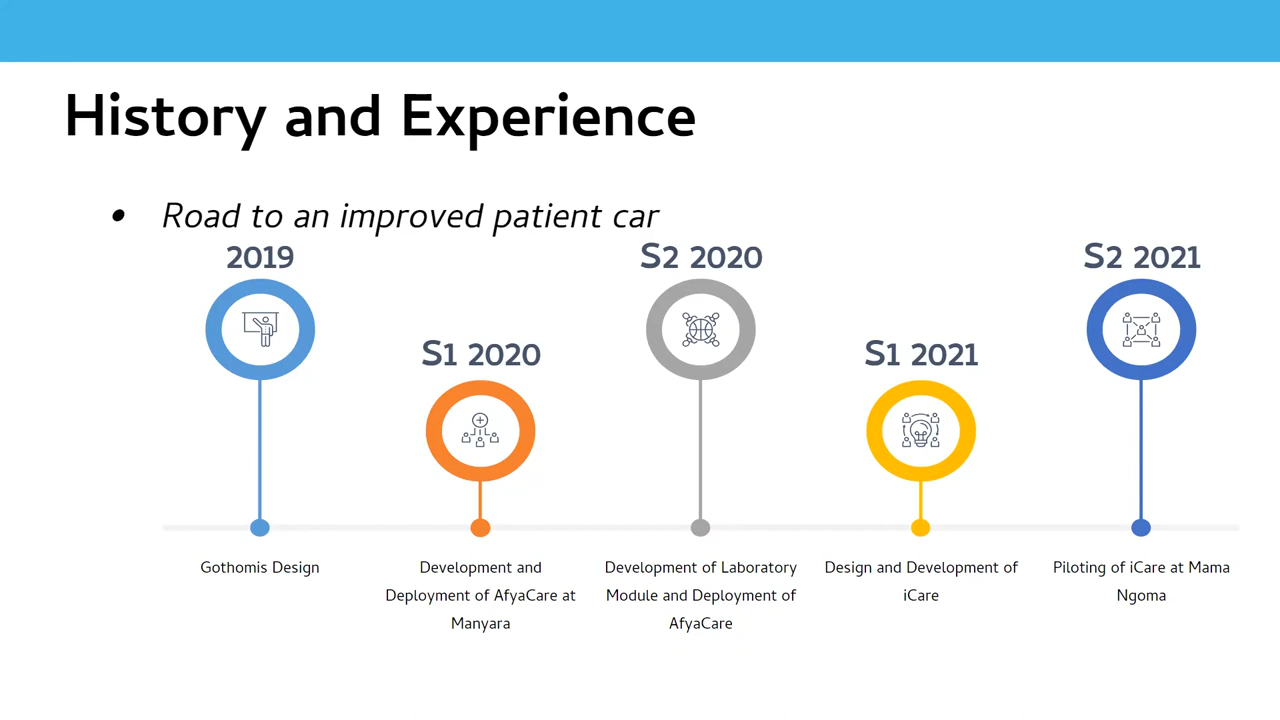 History and Experience
• Road to an improved patient car
2019
S2 2020
S2 2021
S1 2020
S1 2021
Gothomis Design
Development and
Deployment of AfyaCare at
Manyara
Development of Laboratory
Module and Deployment of
AfyaCare
Design and Development of
iCare
Piloting of iCare at Mama
Ngoma